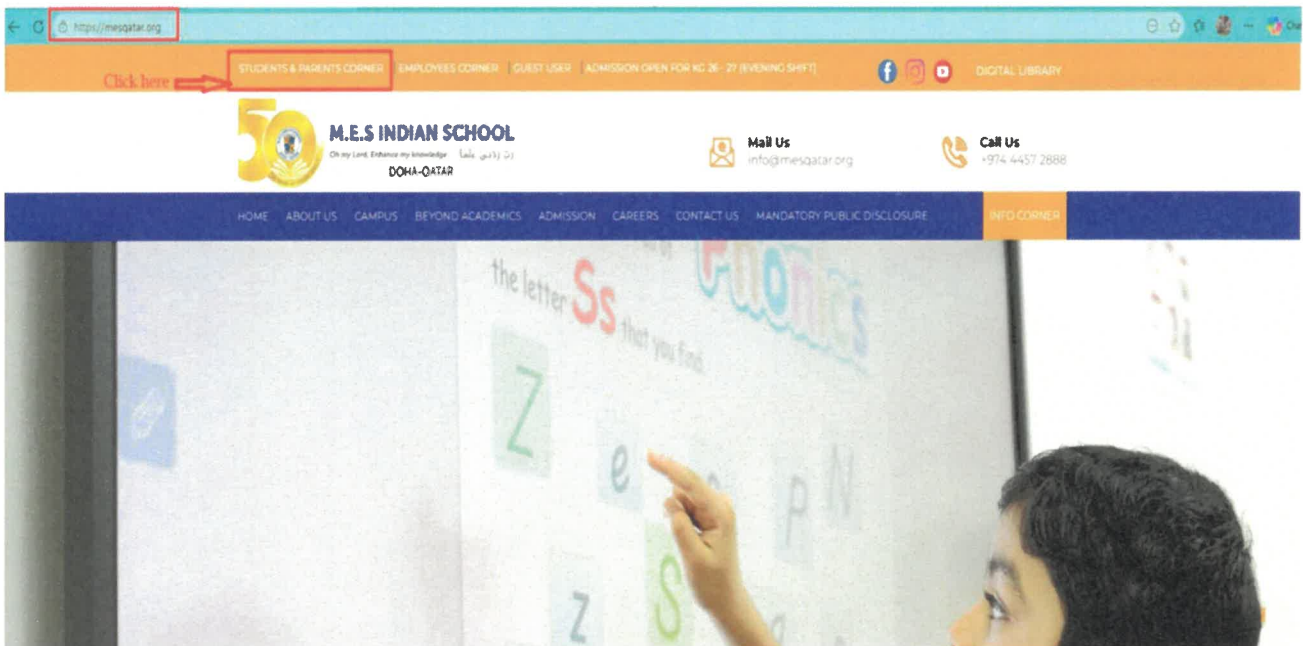 https://mesqatar.org
STUDENTS & PARENTS CORNER | EMPLOYEES CORNER | GUEST USER | ADMISSION OPEN FOR KG 26-27 (EVENING SHIFT)
DIGITAL LIBRARY
Click here
50
M.E.S INDIAN SCHOOL
Oh my Lord, Enhance my knowledge
DOHA-QATAR
Mail Us
info@mesqatar.org
Call Us
+974 4457 2888
HOME ABOUT US CAMPUS BEYOND ACADEMICS ADMISSION CAREERS CONTACT US MANDATORY PUBLIC DISCLOSURE INFO CORNER
Phonics
the letter Ss that you find.
Z
e
p N
z S